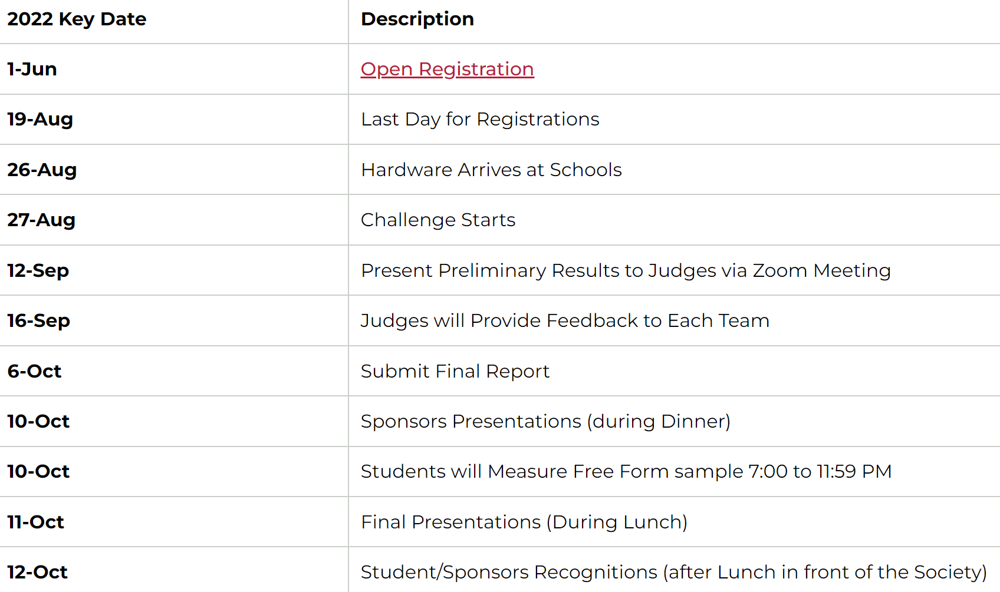 2022 Key Date Description
1-Jun Open Registration
19-Aug Last Day for Registrations
26-Aug Hardware Arrives at Schools
27-Aug Challenge Starts
12-Sep Present Preliminary Results to Judges via Zoom Meeting
16-Sep Judges will Provide Feedback to Each Team
6-Oct Submit Final Report
10-Oct Sponsors Presentations (during Dinner)
10-Oct Students will Measure Free Form sample 7:00 to 11:59 PM
11-Oct Final Presentations (During Lunch)
12-Oct Student/Sponsors Recognitions (after Lunch in front of the Society)